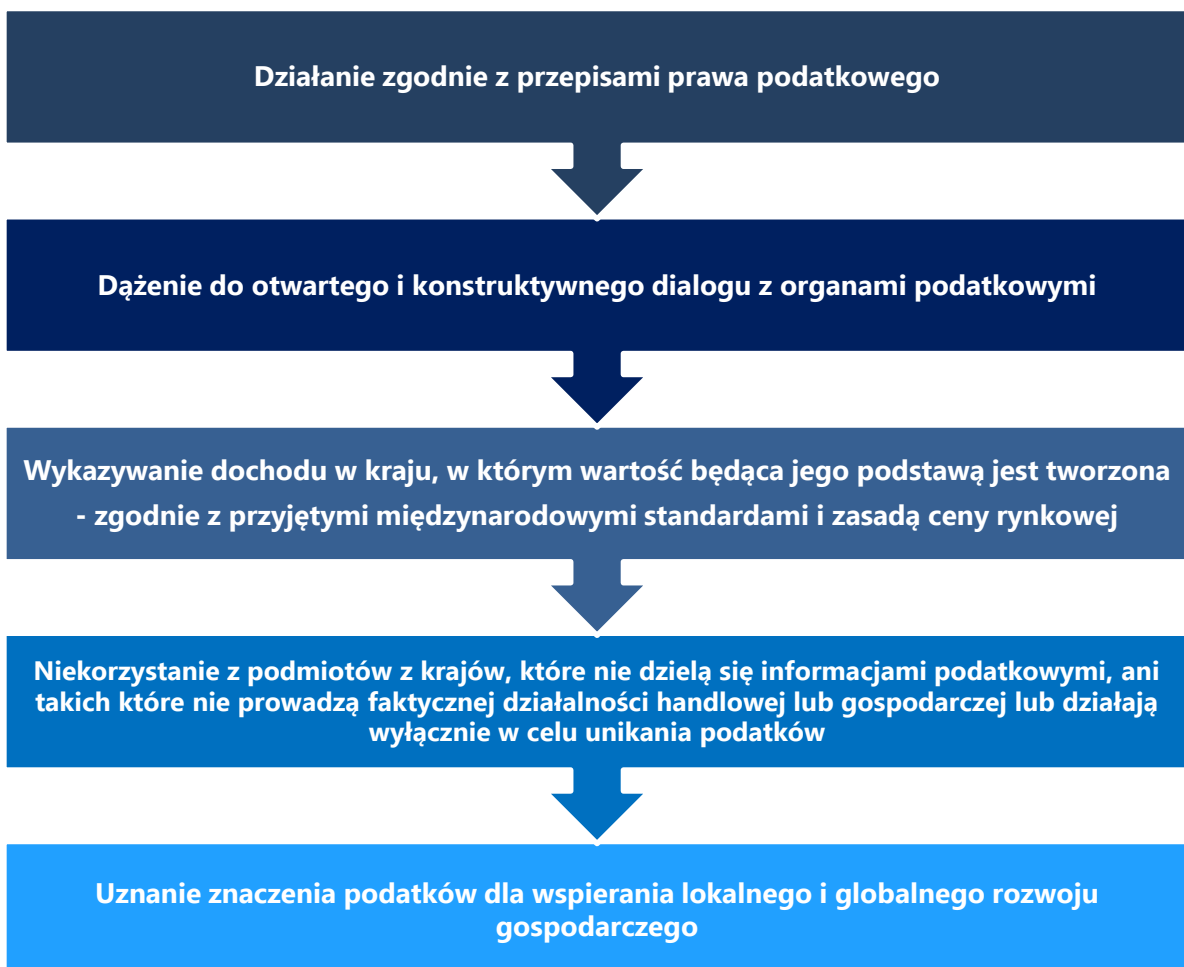 Działanie zgodnie z przepisami prawa podatkowego
Dążenie do otwartego i konstruktywnego dialogu z organami podatkowymi
Wykazywanie dochodu w kraju, w którym wartość będąca jego podstawą jest tworzona
- zgodnie z przyjętymi międzynarodowymi standardami i zasadą ceny rynkowej
Niekorzystanie z podmiotów z krajów, które nie dzielą się informacjami podatkowymi, ani
takich które nie prowadzą faktycznej działalności handlowej lub gospodarczej lub działają
wyłącznie w celu unikania podatków
Uznanie znaczenia podatków dla wspierania lokalnego i globalnego rozwoju
gospodarczego